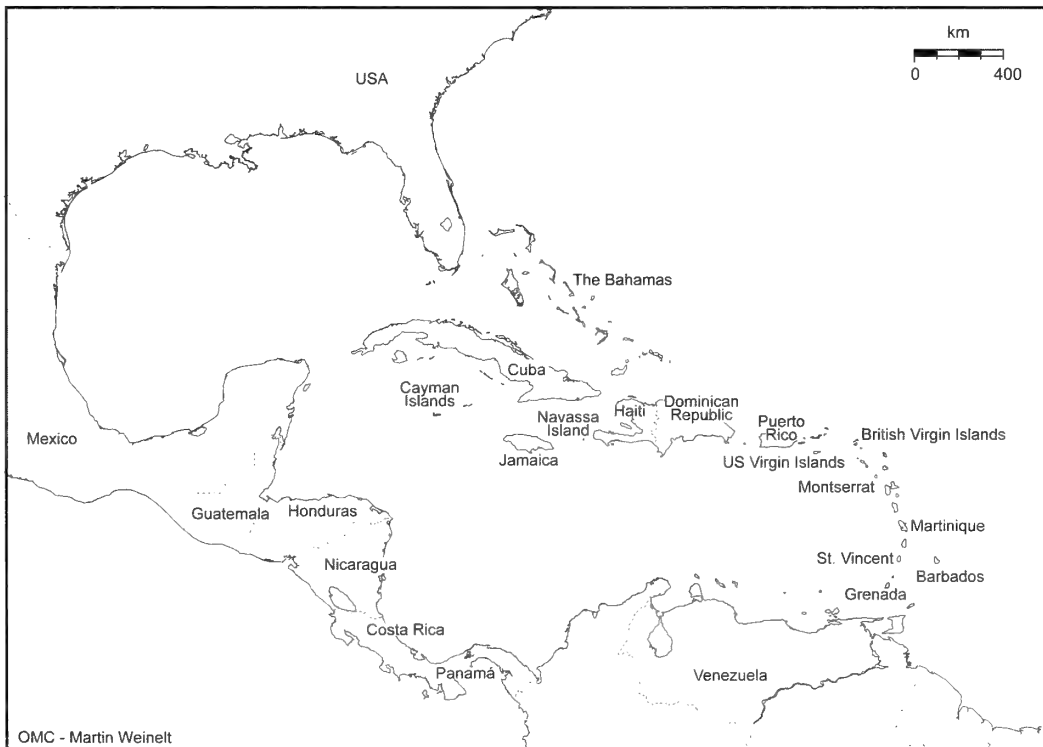 km
0 400
USA
The Bahamas
Cuba
Cayman
Islands
Navassa
Island
Haiti
Dominican
Republic
Puerto
Rico
British Virgin Islands
Mexico
Jamaica
US Virgin Islands
Montserrat
Guatemala
Honduras
Martinique
Nicaragua
St. Vincent
Barbados
Grenada
Costa Rica
Panamá
Venezuela
OMC - Martin Weinelt